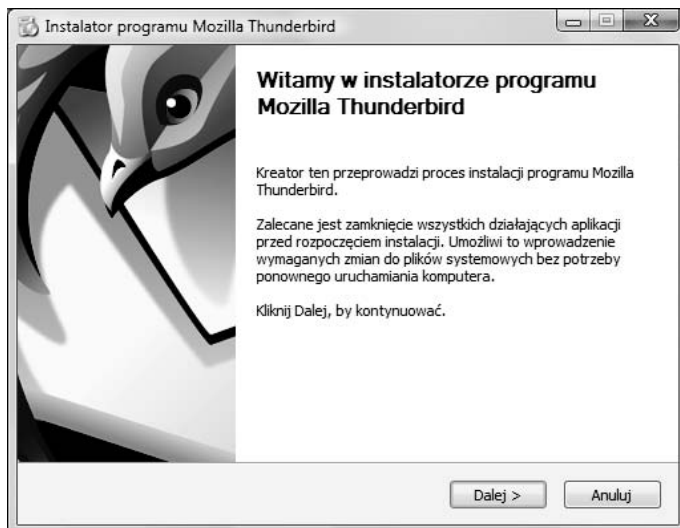 Instalator programu Mozilla Thunderbird
Witamy w instalatorze programu
Mozilla Thunderbird
Kreator ten przeprowadzi proces instalacji programu Mozilla
Thunderbird.
Zalecane jest zamknięcie wszystkich działających aplikacji
przed rozpoczęciem instalacji. Umożliwi to wprowadzenie
wymaganych zmian do plików systemowych bez potrzeby
ponownego uruchamiania komputera.
Kliknij Dalej, by kontynuować.
Dalej >
Anuluj